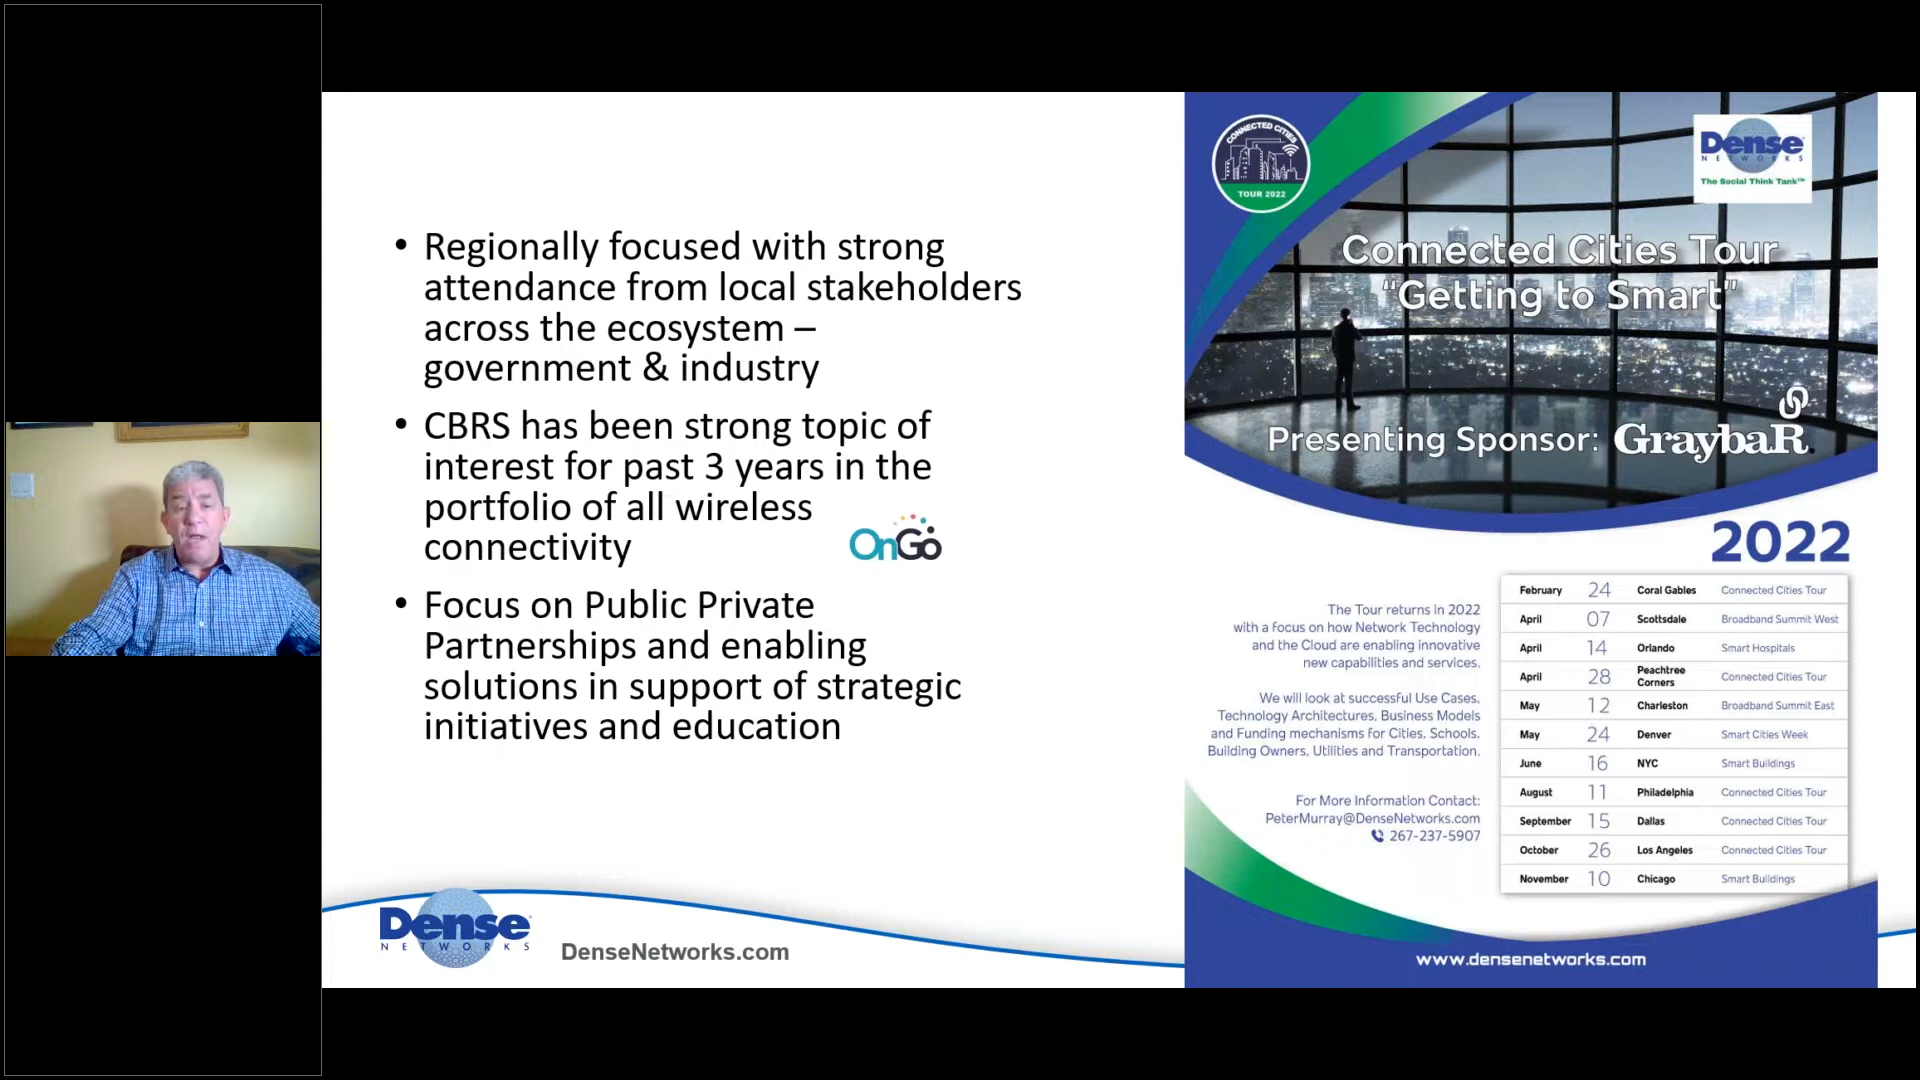 • Regionally focused with strong
attendance from local stakeholders
across the ecosystem –
government & industry
• CBRS has been strong topic of
interest for past 3 years in the
portfolio of all wireless
connectivity
OnGo
• Focus on Public Private
Partnerships and enabling
solutions in support of strategic
initiatives and education
Dense
NETWORKS
DenseNetworks.com
CONNECTED CITIES
TOUR 2022
Dense
NETWORKS
The Social Think Tank™
Connected Cities Tour
“Getting to Smart”
Presenting Sponsor: GraybaR
2022
The Tour returns in 2022
with a focus on how Network Technology
and the Cloud are enabling innovative
new capabilities and services.
We will look at successful Use Cases,
Technology Architectures, Business Models
and Funding mechanisms for Cities, Schools,
Building Owners, Utilities and Transportation.
For More Information Contact:
PeterMurray@DenseNetworks.com
267-237-5907
February 24 Coral Gables Connected Cities Tour
April 07 Scottsdale Broadband Summit West
April 14 Orlando Smart Hospitals
April 28 Peachtree Corners Connected Cities Tour
May 12 Charleston Broadband Summit East
May 24 Denver Smart Cities Week
June 16 NYC Smart Buildings
August 11 Philadelphia Connected Cities Tour
September 15 Dallas Connected Cities Tour
October 26 Los Angeles Connected Cities Tour
November 10 Chicago Smart Buildings
www.densenetworks.com